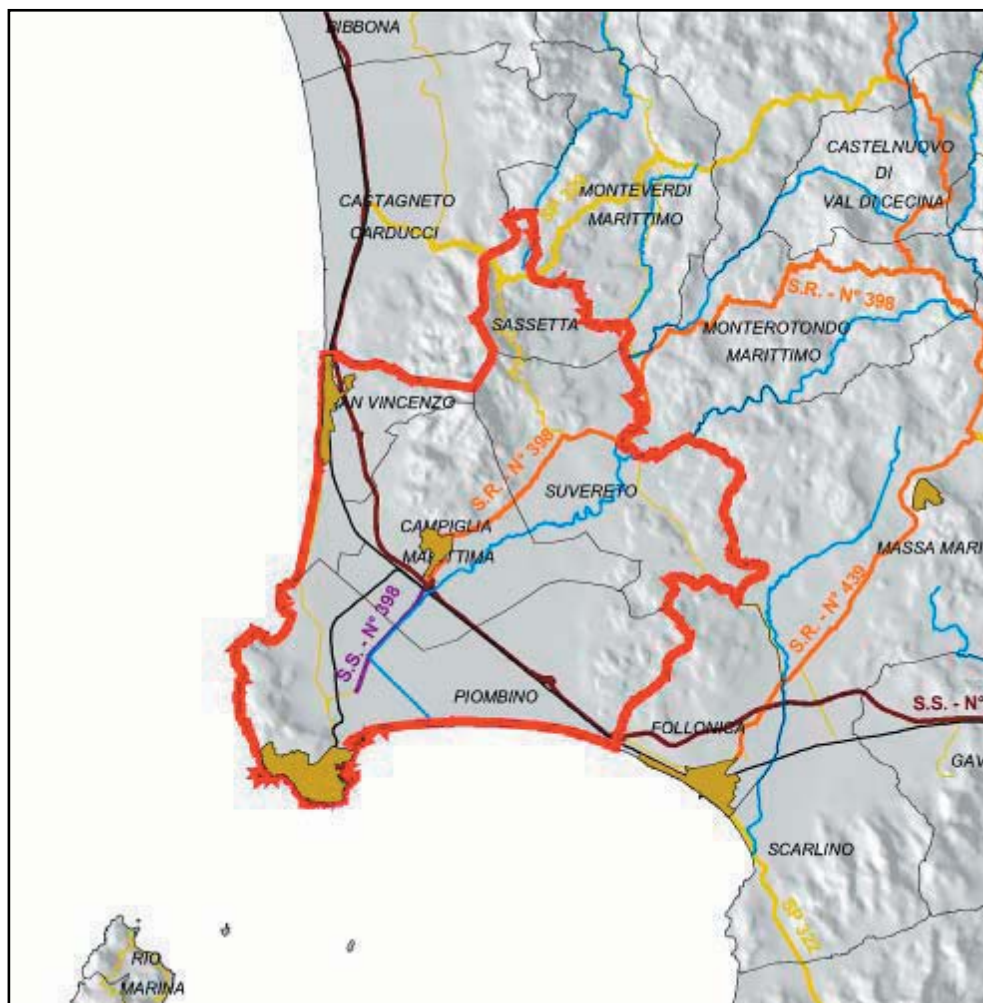 BIBBONA
CASTELNUOVO
DI
VAL DI CECINA
MONTEVERDI
MARITTIMO
CASTAGNETO
CARDUCCI
S.R. - N° 398
SASSETTA
MONTEROTONDO
MARITTIMO
AN VINCENZO
S.R. - N° 398
SUVERETO
CAMPIGLIA
MARITTIMA
MASSA MARI
S.R. - N° 439
S.S. - N° 398
PIOMBINO
S.S. - N°
FOLLONICA
GAV
SCARLINO
SP 322
RIO
MARINA